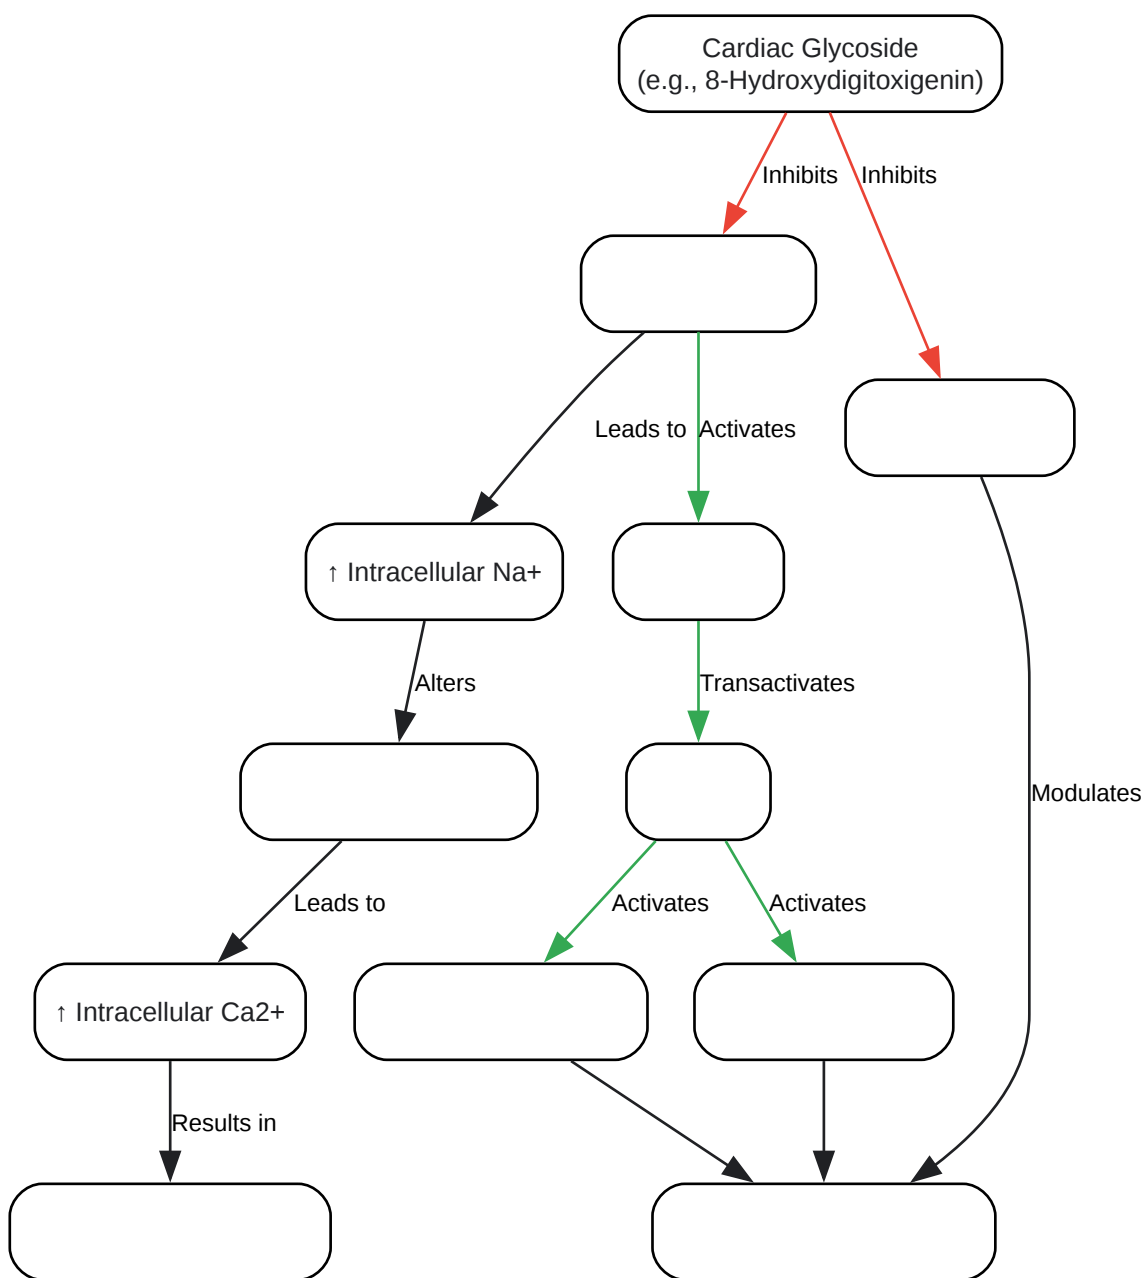 Cardiac Glycoside
(e.g., 8-Hydroxydigitoxigenin)
Inhibits
Inhibits
Leads to
Activates
↑ Intracellular Na+
Alters
Transactivates
Modulates
Leads to
Activates
Activates
↑ Intracellular Ca2+
Results in